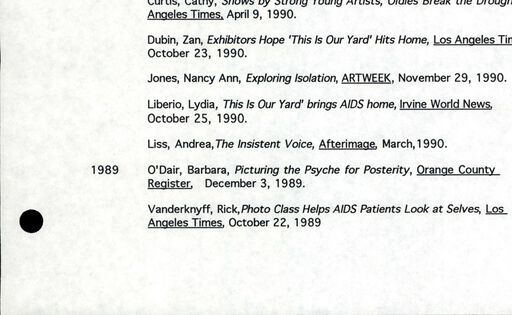 Curtis, Cathy, Shows by Strong Young Artists, Oldies Break the
Angeles Times, April 9, 1990.
Dubin, Zan, Exhibitors Hope 'This Is Our Yard' Hits Home, Los Angeles
October 23, 1990.
Jones, Nancy Ann, Exploring Isolation, ARTWEEK, November 29, 1990.
Liberio, Lydia, This Is Our Yard' brings AIDS home, Irvine World News,
October 25, 1990.
Liss, Andrea, The Insistent Voice, Afterimage, March,1990.
1989 O'Dair, Barbara, Picturing the Psyche for Posterity, Orange County
Register, December 3, 1989.
Vanderknyff, Rick,Photo Class Helps AIDS Patients Look at Selves, Los
Angeles Times, October 22, 1989